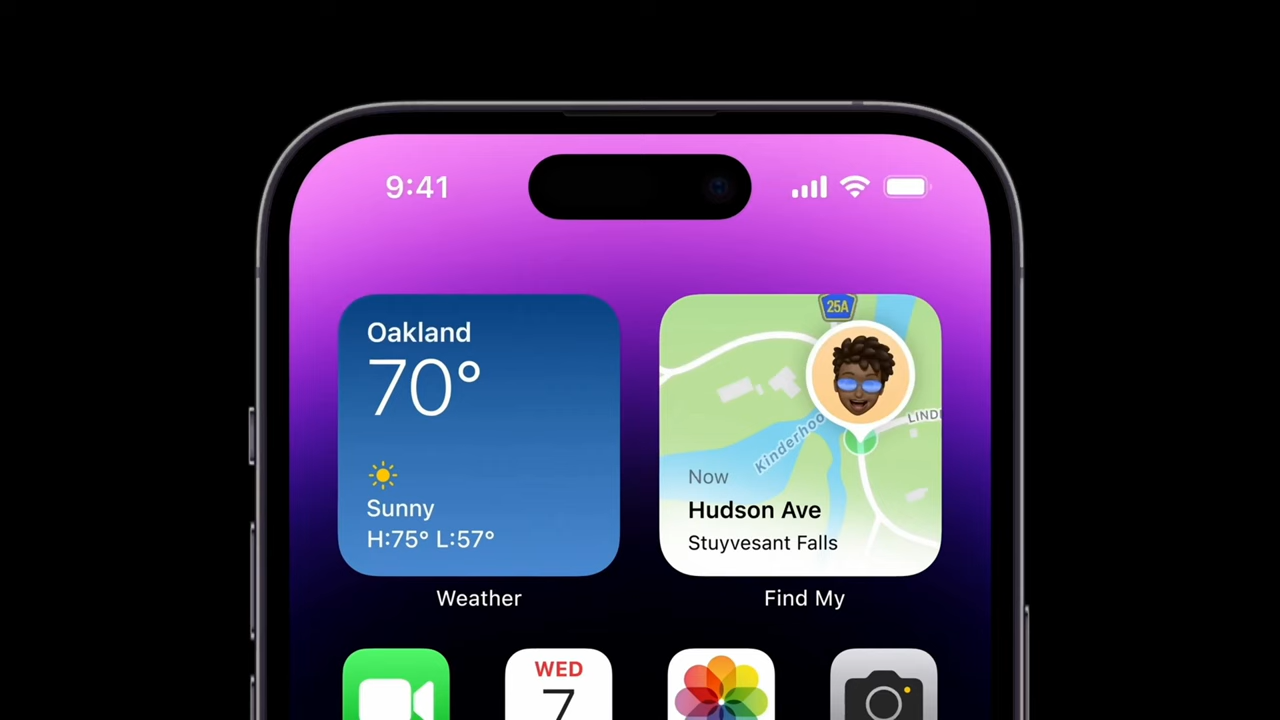 9:41
Oakland
70°
Sunny
H:75° L:57°
Weather
25A
Kinderhoo
LIND
Now
Hudson Ave
Stuyvesant Falls
Find My
WED
7